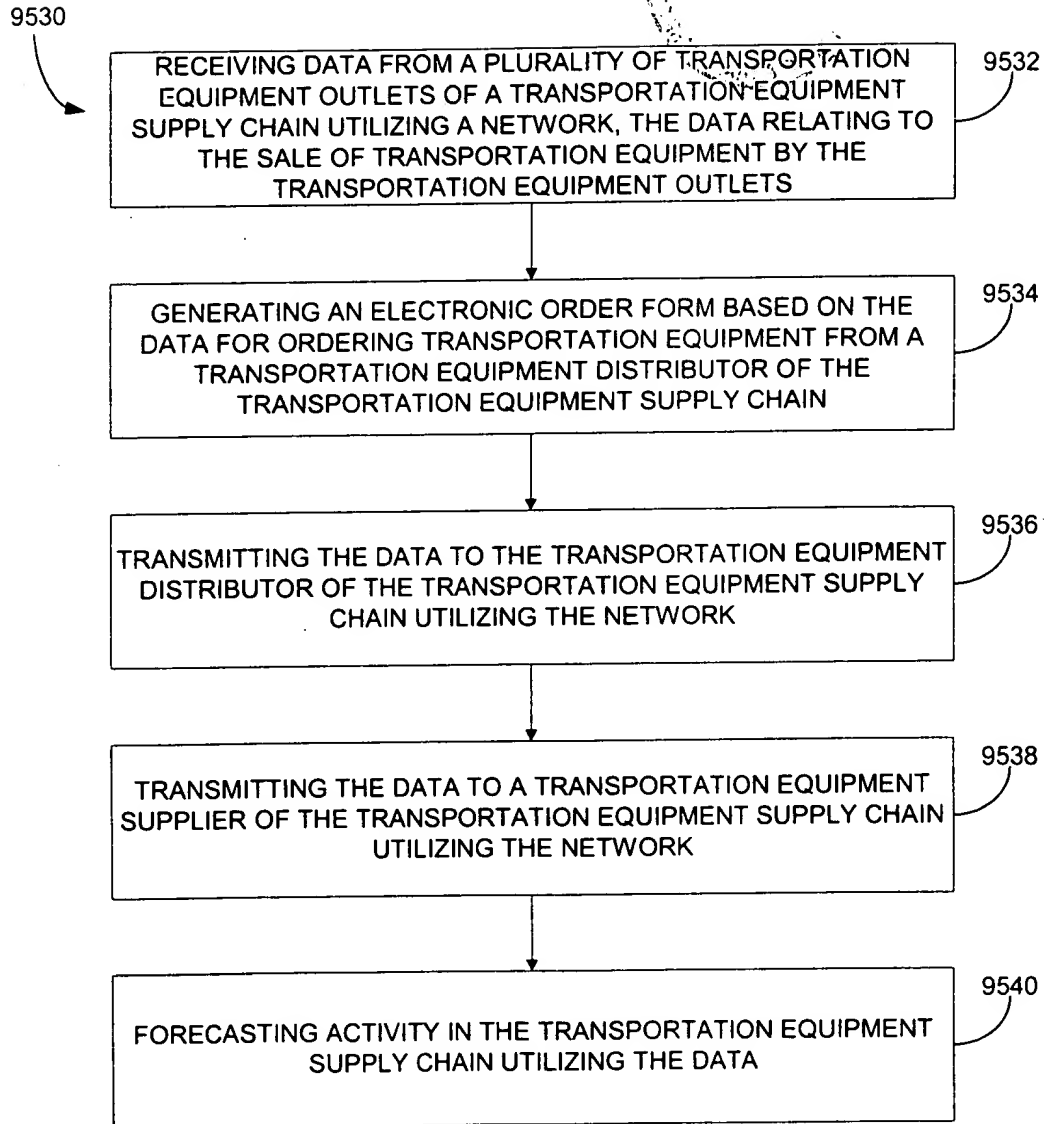 9530
RECEIVING DATA FROM A PLURALITY OF TRANSPORTATION
EQUIPMENT OUTLETS OF A TRANSPORTATION EQUIPMENT
SUPPLY CHAIN UTILIZING A NETWORK, THE DATA RELATING TO
THE SALE OF TRANSPORTATION EQUIPMENT BY THE
TRANSPORTATION EQUIPMENT OUTLETS
9532
GENERATING AN ELECTRONIC ORDER FORM BASED ON THE
DATA FOR ORDERING TRANSPORTATION EQUIPMENT FROM A
TRANSPORTATION EQUIPMENT DISTRIBUTOR OF THE
TRANSPORTATION EQUIPMENT SUPPLY CHAIN
9534
TRANSMITTING THE DATA TO THE TRANSPORTATION EQUIPMENT
DISTRIBUTOR OF THE TRANSPORTATION EQUIPMENT SUPPLY
CHAIN UTILIZING THE NETWORK
9536
TRANSMITTING THE DATA TO A TRANSPORTATION EQUIPMENT
SUPPLIER OF THE TRANSPORTATION EQUIPMENT SUPPLY CHAIN
UTILIZING THE NETWORK
9538
FORECASTING ACTIVITY IN THE TRANSPORTATION EQUIPMENT
SUPPLY CHAIN UTILIZING THE DATA
9540